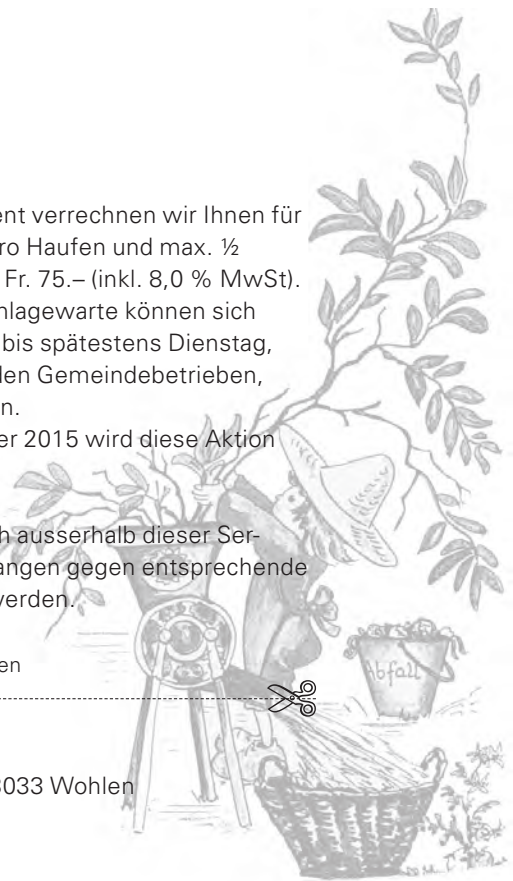 ent verrechnen wir Ihnen für
ro Haufen und max. ½
Fr. 75.– (inkl. 8,0 % MwSt).
nlagewarte können sich
bis spätestens Dienstag,
den Gemeindebetrieben,
n.
er 2015 wird diese Aktion
h ausserhalb dieser Ser-
angen gegen entsprechende
werden.
en
Abfall
3033 Wohlen